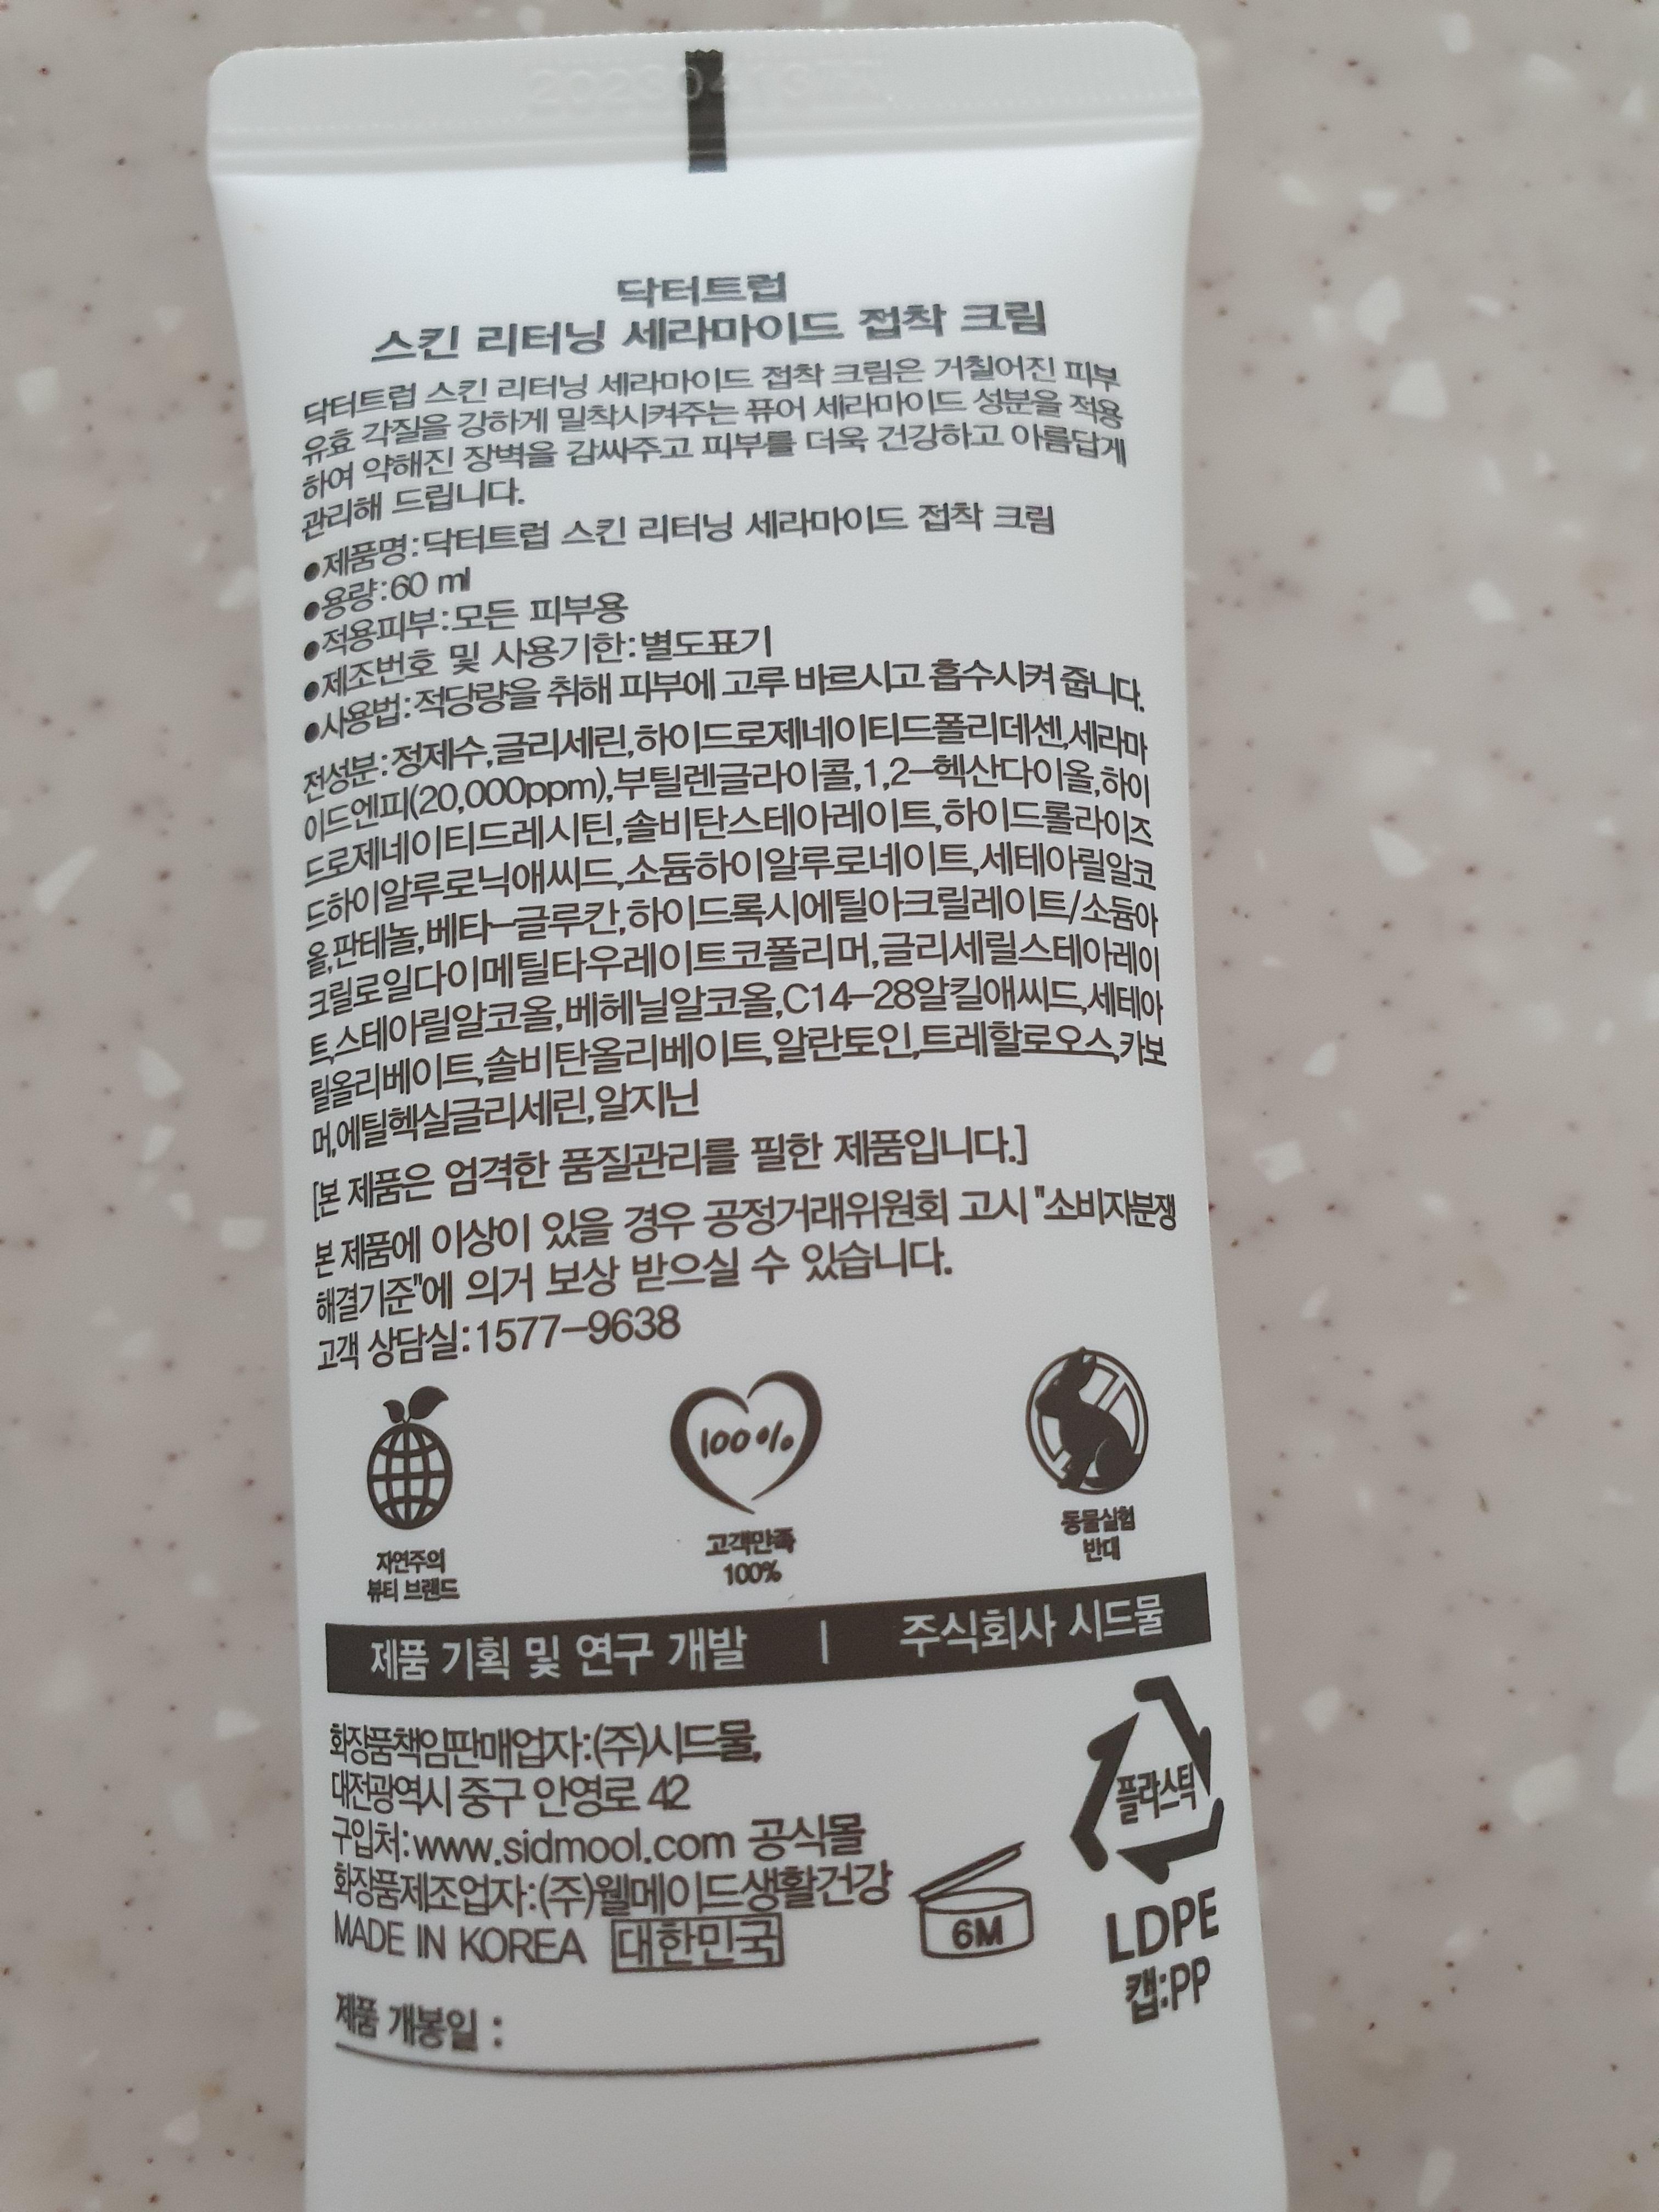 닥터트럽
스킨 리터닝 세라마이드 접착 크림
닥터트럽 스킨 리터닝 세라마이드 접착 크림은 거칠어진 피부
유효 각질을 강하게 밀착시켜주는 퓨어 세라마이드 성분을 적용
하여 약해진 장벽을 감싸주고 피부를 더욱 건강하고 아름답게
관리해 드립니다.
●제품명:닥터트럽 스킨 리터닝 세라마이드 접착 크림
●용량:60 ml
●적용피부:모든 피부용
●제조번호 및 사용기한:별도표기
●사용법:적당량을 취해 피부에 고루 바르시고 흡수시켜 줍니다.
전성분:정제수,글리세린,하이드로제네이티드폴리데센,세라마
이드엔피(20,000ppm),부틸렌글라이콜,1,2-헥산다이올,하이
드로제네이티드레시틴,솔비탄스테아레이트,하이드롤라이즈
드하이알루로닉애씨드,소듐하이알루로네이트,세테아릴알코
올,판테놀,베타-글루칸,하이드록시에틸아크릴레이트/소듐아
크릴로일다이메틸타우레이트코폴리머,글리세릴스테아레이
트,스테아릴알코올,베헤닐알코올,C14-28알킬애씨드,세테아
릴올리베이트,솔비탄올리베이트,알란토인,트레할로오스,카보
머,에틸헥실글리세린,알지닌
[본 제품은 엄격한 품질관리를 필한 제품입니다.]
본 제품에 이상이 있을 경우 공정거래위원회 고시 "소비자분쟁
해결기준"에 의거 보상 받으실 수 있습니다.
고객 상담실:1577-9638
100%
자연주의
뷰티 브랜드
고객만족
100%
동물실험
반대
제품 기획 및 연구 개발 | 주식회사 시드물
화장품책임판매업자:(주)시드물,
대전광역시 중구 안영로 42
구입처:www.sidmool.com 공식몰
화장품제조업자:(주)웰메이드생활건강
MADE IN KOREA 대한민국
6M
플라스틱
LDPE
캡:PP
제품 개봉일 :